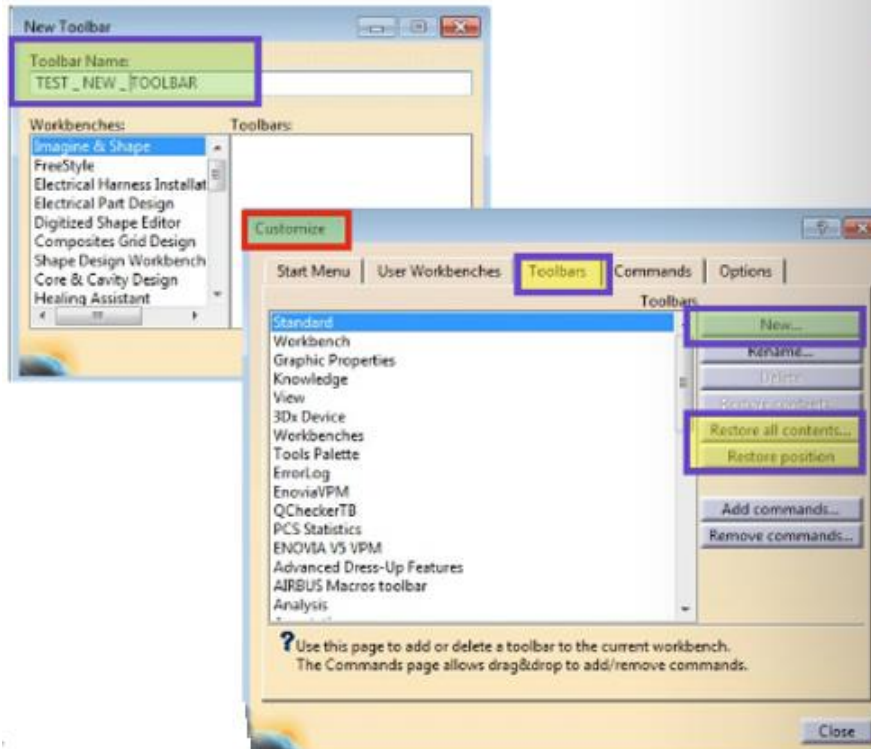 New Toolbar
Toolbar Name:
TEST _ NEW _ TOOLBAR
Workbenches:
Toolbars:
Imagine & Shape
FreeStyle
Electrical Harness Installat
Electrical Part Design
Digitized Shape Editor
Composites Grid Design
Shape Design Workbench
Core & Cavity Design
Healing Assistant
Customize
Start Menu
User Workbenches
Toolbars
Commands
Options
Toolbars
Standard
Workbench
Graphic Properties
Knowledge
View
3Dx Device
Workbenches
Tools Palette
ErrorLog
EnoviaVPM
QCheckerTB
PCS Statistics
ENOVIA V5 VPM
Advanced Dress-Up Features
AIRBUS Macros toolbar
Analysis
New...
Rename...
Delete
Restore contents...
Restore all contents...
Restore position
Add commands...
Remove commands...
? Use this page to add or delete a toolbar to the current workbench.
The Commands page allows drag&drop to add/remove commands.
Close